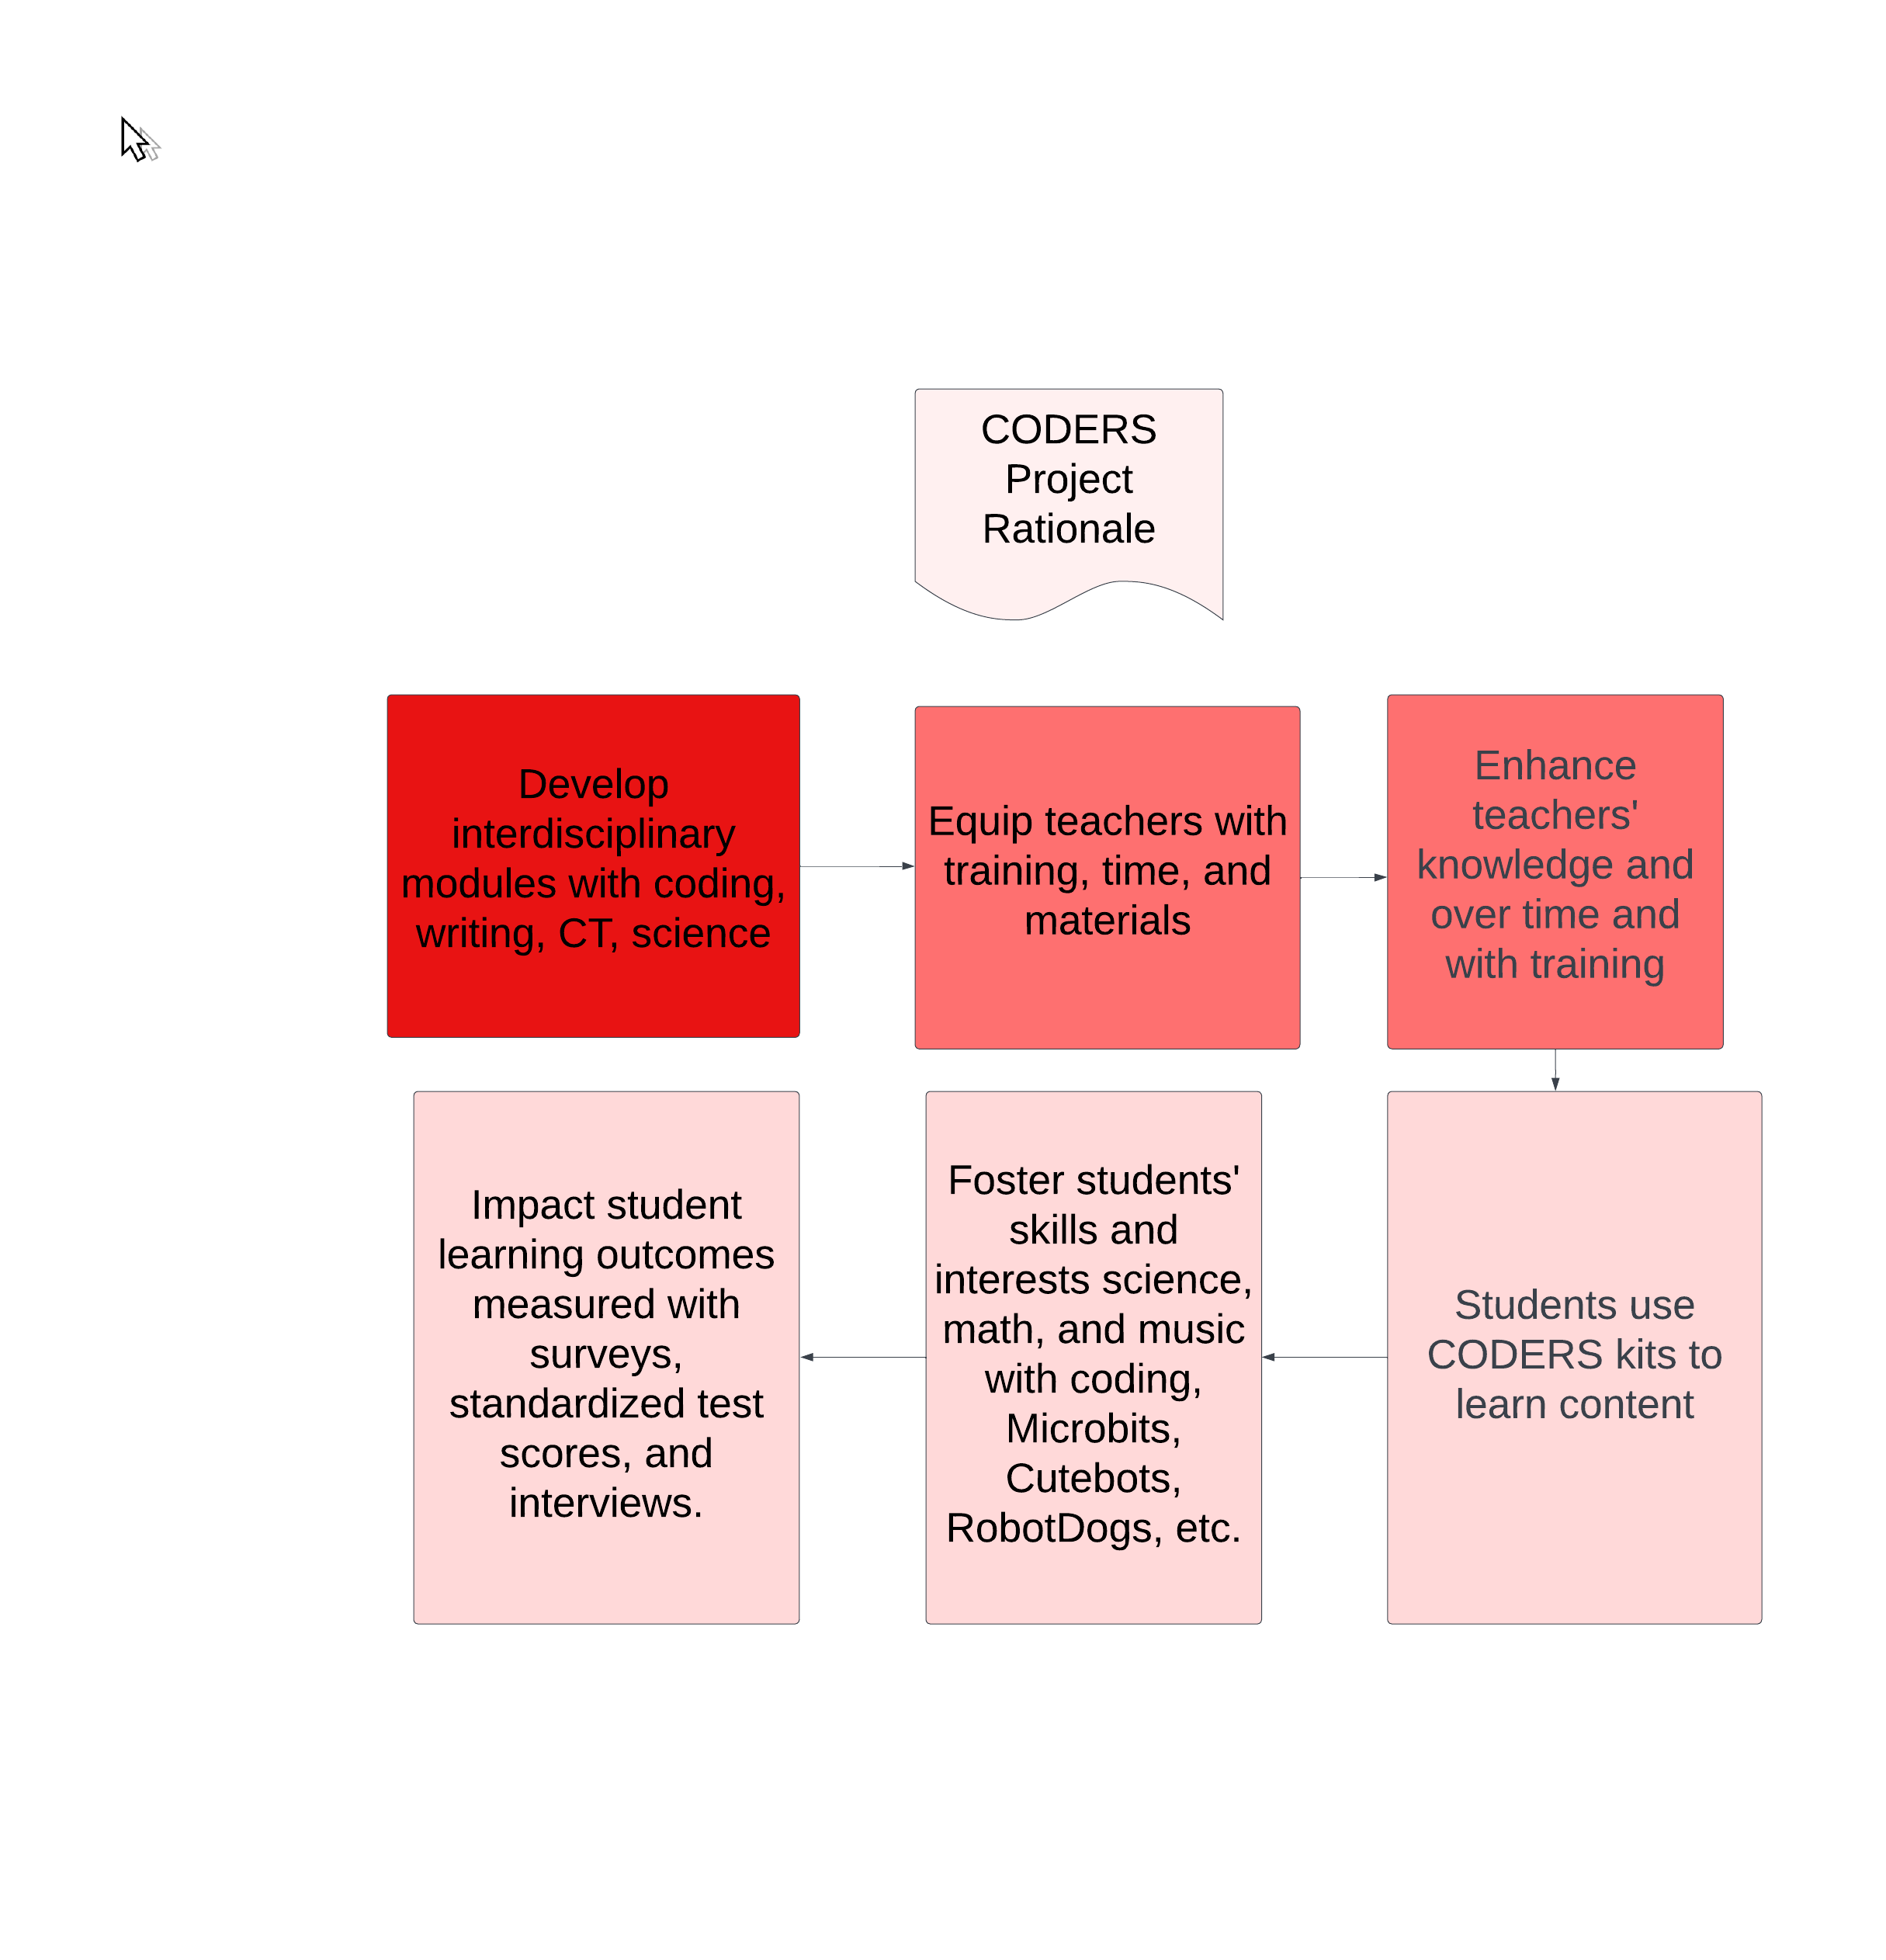 CODERS
Project
Rationale
Develop
interdisciplinary
modules with coding,
writing, CT, science
Equip teachers with
training, time, and
materials
Enhance
teachers'
knowledge and
over time and
with training
Students use
CODERS kits to
learn content
Foster students'
skills and
interests science,
math, and music
with coding,
Microbits,
Cutebots,
RobotDogs, etc.
Impact student
learning outcomes
measured with
surveys,
standardized test
scores, and
interviews.